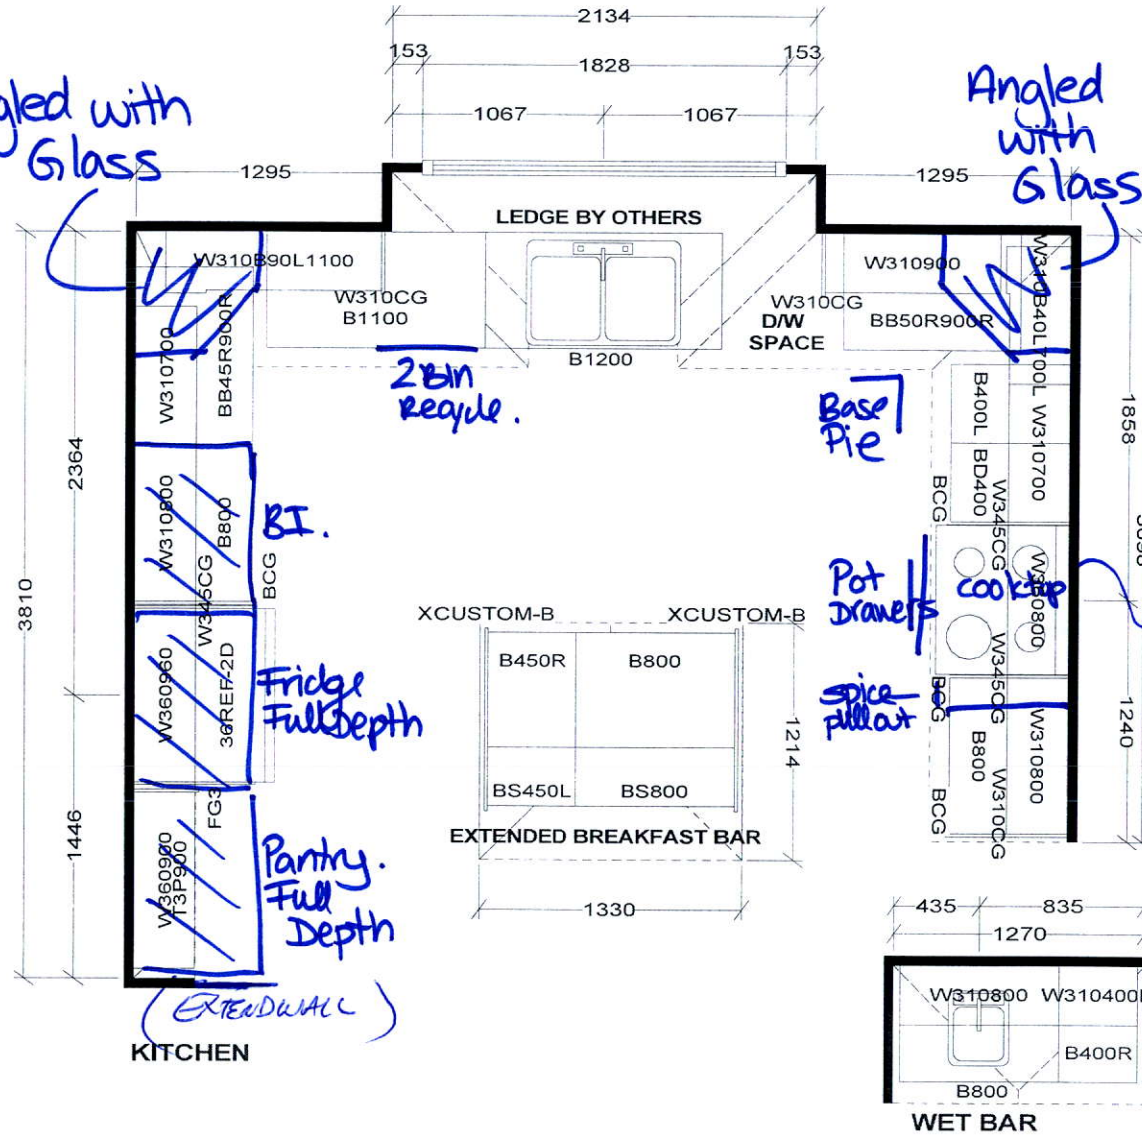 2134
153
1828
153
1067
1067
gled with
Glass
Angled
with
Glass
1295
1295
LEDGE BY OTHERS
W310B90L1100
W310CG
B1100
W310900
W310CG
D/W
SPACE
BB50R900R
W310B40L700L
B1200
W310700
BB45R900R
2 Bin
Recycle.
Base
Pie
B400L
W310700
1858
2364
BD400
BCG
W345CG
W310800
B800
BI.
BCG
W345CG
3810
Pot
Drawers
cooktop
XCUSTOM-B
XCUSTOM-B
B450R
B800
W360960
36REF-2D
Fridge
Full Depth
spice
pullout
BCG
W345CG
1240
1214
B800
W310800
BS450L
BS800
FG3
BCG
W310CG
EXTENDED BREAKFAST BAR
1446
W360900
T3P900
Pantry.
Full
Depth
1330
435
835
1270
(EXTENDWALL)
KITCHEN
W310800
W310400
B400R
B800
WET BAR